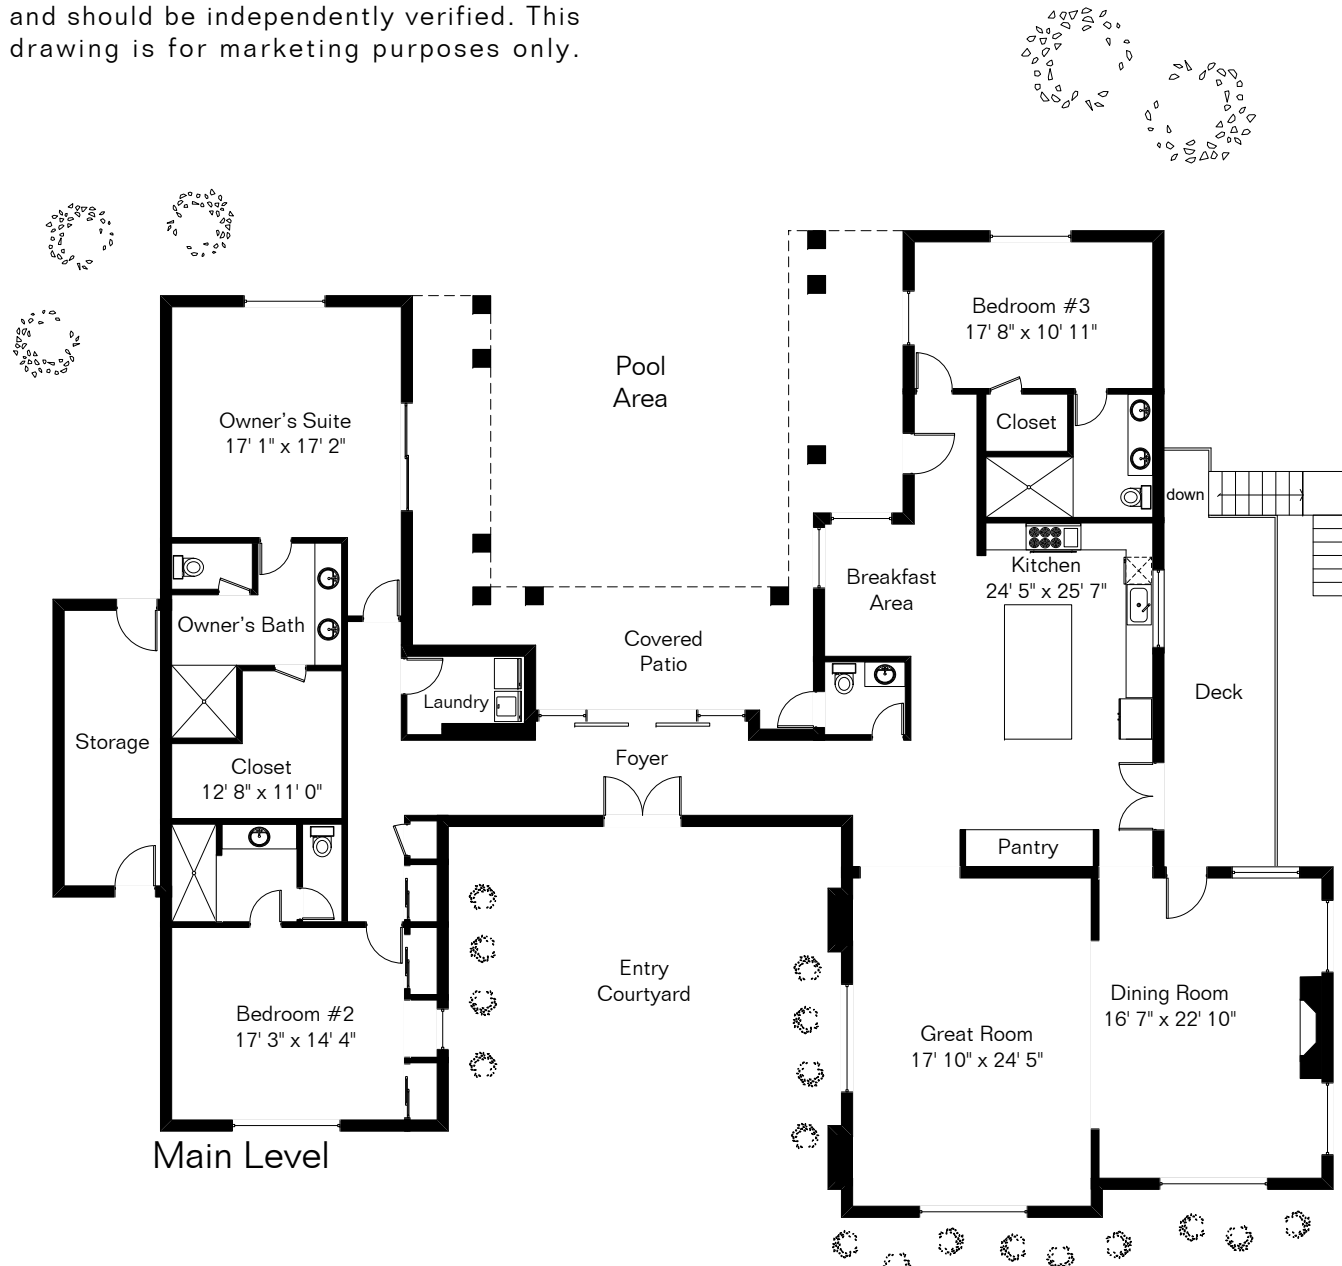 and should be independently verified. This
drawing is for marketing purposes only.
Bedroom #3
17' 8" x 10' 11"
Pool
Area
Owner's Suite
17' 1" x 17' 2"
Closet
down
Kitchen
24' 5" x 25' 7"
Breakfast
Area
Owner's Bath
Covered
Patio
Laundry
Deck
Storage
Foyer
Closet
12' 8" x 11' 0"
Pantry
Entry
Courtyard
Dining Room
16' 7" x 22' 10"
Bedroom #2
17' 3" x 14' 4"
Great Room
17' 10" x 24' 5"
Main Level